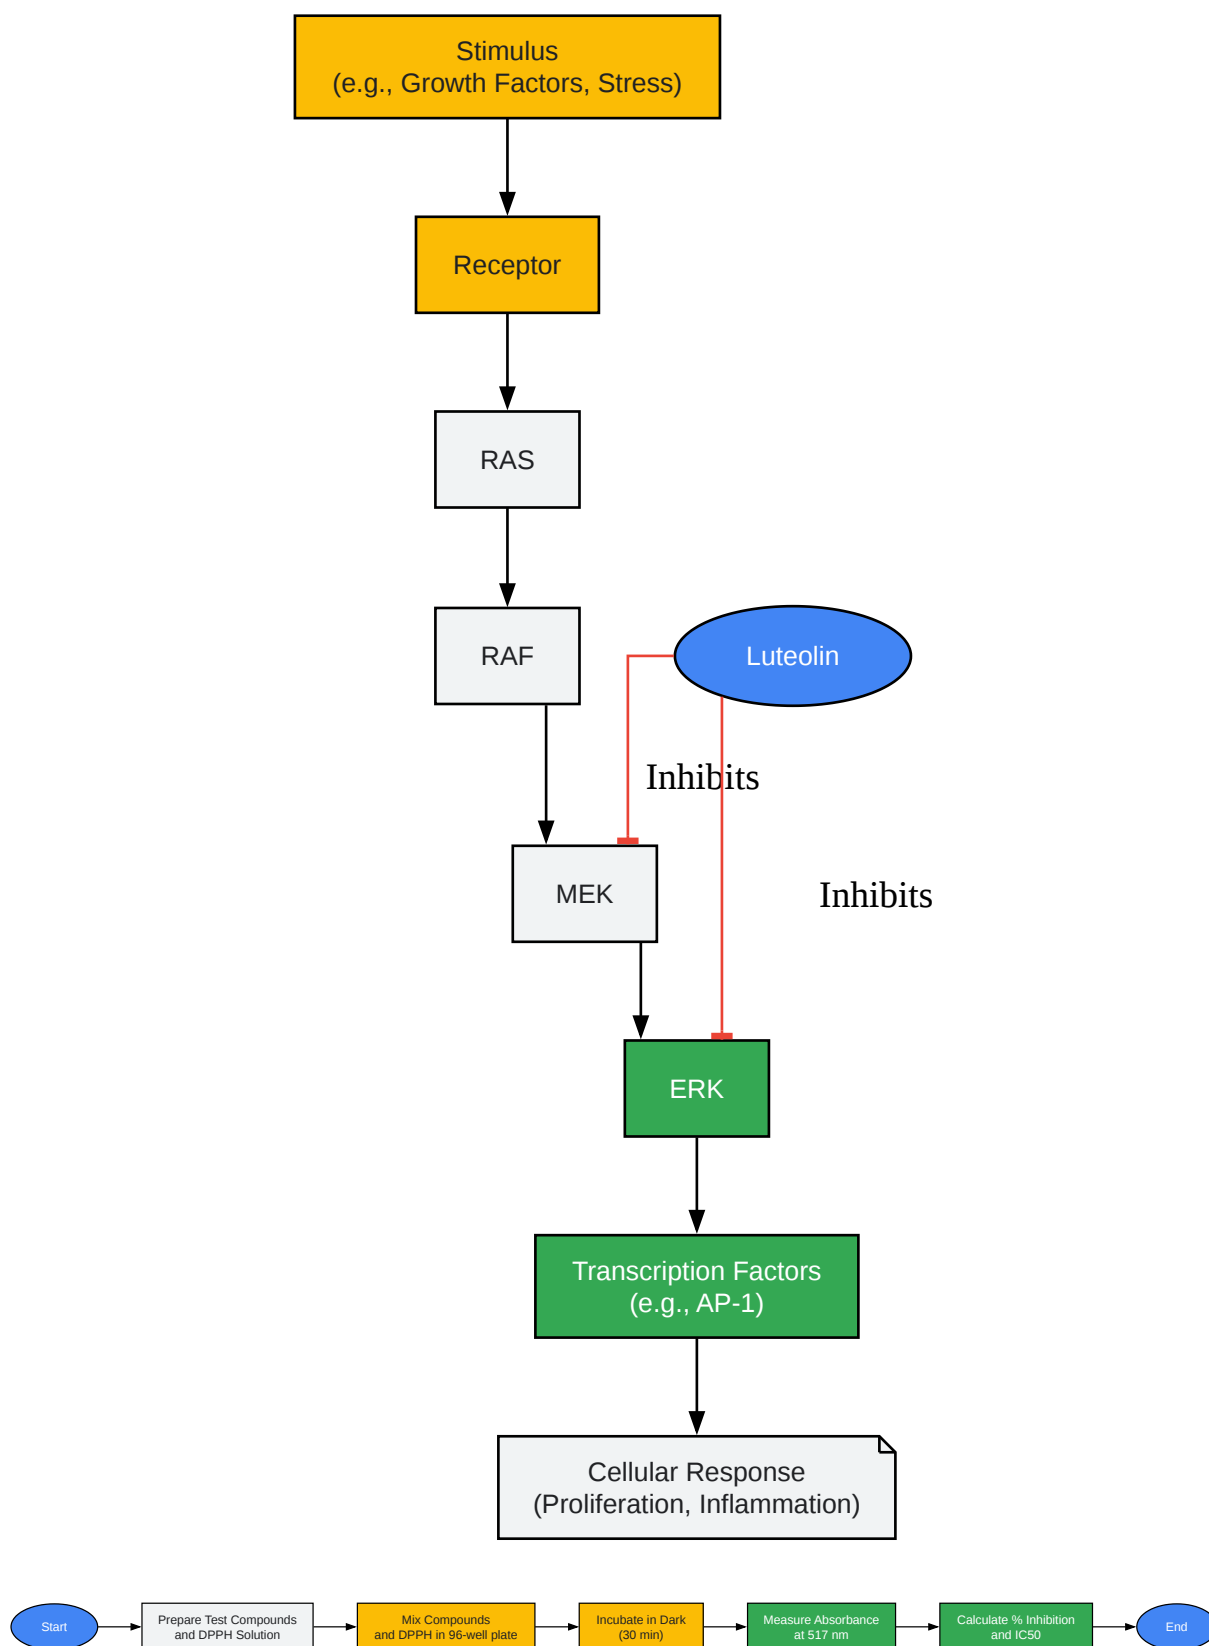 Stimulus
(e.g., Growth Factors, Stress)
Receptor
RAS
RAF
Luteolin
Inhibits
MEK
Inhibits
ERK
Transcription Factors
(e.g., AP-1)
Cellular Response
(Proliferation, Inflammation)
Start
Prepare Test Compounds
and DPPH Solution
Mix Compounds
and DPPH in 96-well plate
Incubate in Dark
(30 min)
Measure Absorbance
at 517 nm
Calculate % Inhibition
and IC50
End